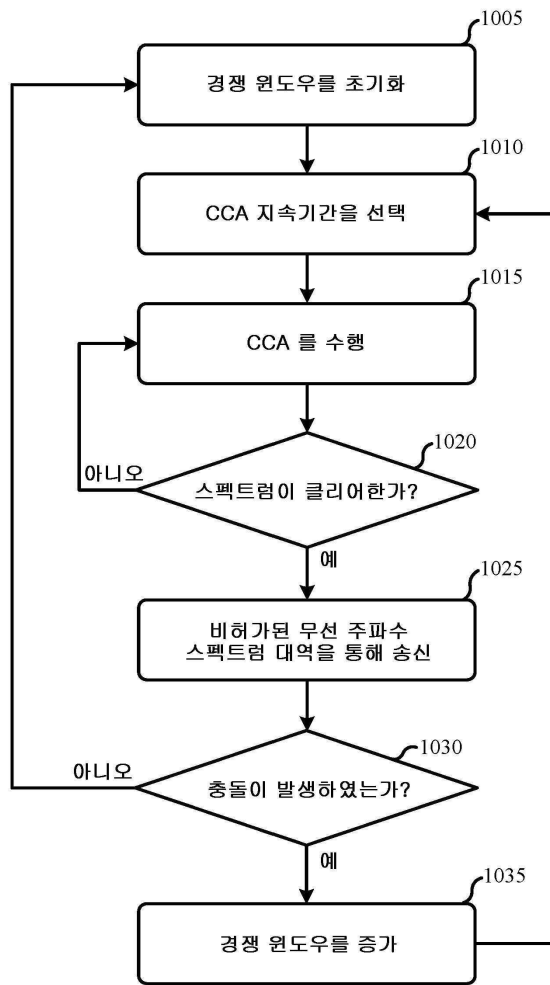 1005
경쟁 윈도우를 초기화
1010
CCA 지속기간을 선택
1015
CCA 를 수행
1020
아니오
스펙트럼이 클리어한가?
예
1025
비허가된 무선 주파수
스펙트럼 대역을 통해 송신
1030
아니오
충돌이 발생하였는가?
예
1035
경쟁 윈도우를 증가